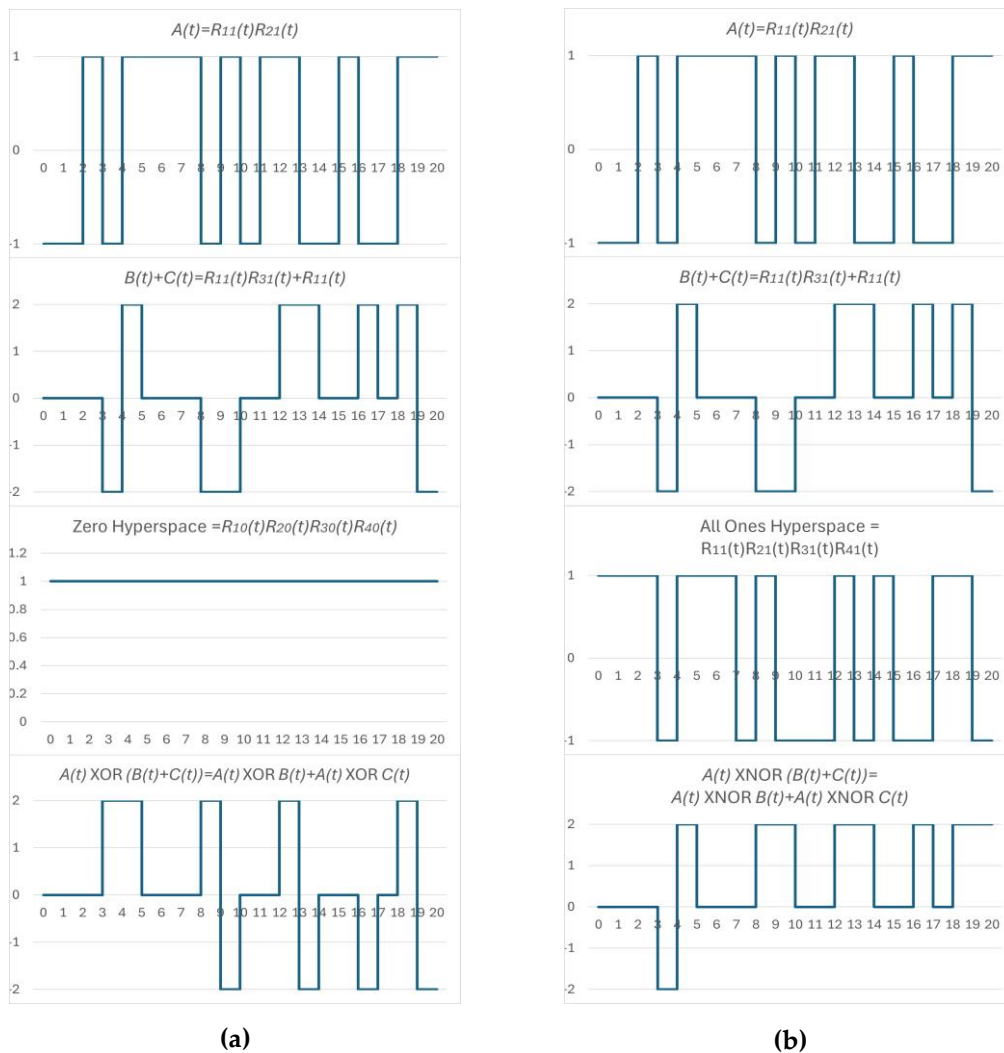 A(t)=R11(t)R21(t)
1
0
0 1 2 3 4 5 6 7 8 9 10 11 12 13 14 15 16 17 18 19 20
-1
B(t)+C(t)=R11(t)R31(t)+R11(t)
2
1
0
0 1 2 3 4 5 6 7 8 9 10 11 12 13 14 15 16 17 18 19 20
-1
-2
Zero Hyperspace =R10(t)R20(t)R30(t)R40(t)
1.2
1
0.8
0.6
0.4
0.2
0
0 1 2 3 4 5 6 7 8 9 10 11 12 13 14 15 16 17 18 19 20
A(t) XOR (B(t)+C(t))=A(t) XOR B(t)+A(t) XOR C(t)
2
1
0
0 1 2 3 4 5 6 7 8 9 10 11 12 13 14 15 16 17 18 19 20
-1
-2
(a)
A(t)=R11(t)R21(t)
1
0
0 1 2 3 4 5 6 7 8 9 10 11 12 13 14 15 16 17 18 19 20
-1
B(t)+C(t)=R11(t)R31(t)+R11(t)
2
1
0
0 1 2 3 4 5 6 7 8 9 10 11 12 13 14 15 16 17 18 19 20
-1
-2
All Ones Hyperspace =
R11(t)R21(t)R31(t)R41(t)
1
0
0 1 2 3 4 5 6 7 8 9 10 11 12 13 14 15 16 17 18 19 20
-1
A(t) XNOR (B(t)+C(t))=
A(t) XNOR B(t)+A(t) XNOR C(t)
2
1
0
0 1 2 3 4 5 6 7 8 9 10 11 12 13 14 15 16 17 18 19 20
-1
-2
(b)